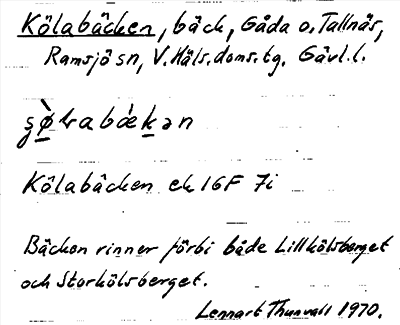 Kölabäcken, bäck, Gåda o. Tallnäs,
Ramsjö sn, V. Häls. doms. tg. Gävl. l.
Kölabäcken ek 16F 7i
Bäcken rinner förbi både Lillkölsberget
och Storkölsberget.
Lennart Thunvall 1970.